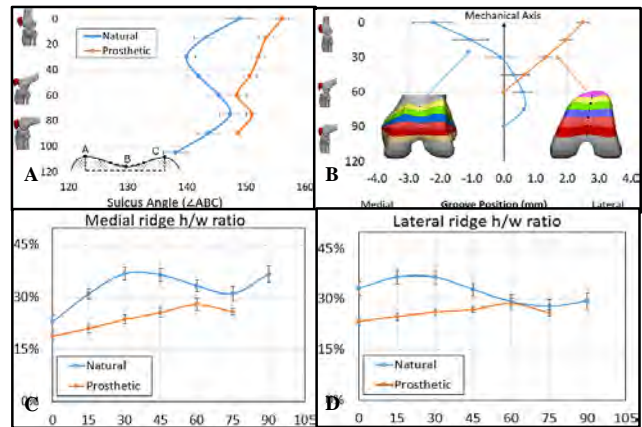 0
20
40
60
80
100
120
Natural
Prosthetic
A
B
C
A
120 130 140 150 160
Sulcus Angle (∠ABC)
Mechanical Axis
0
30
60
90
120
B
-4.0 -3.0 -2.0 -1.0 0.0 1.0 2.0 3.0 4.0
Medial Groove Position (mm) Lateral
Medial ridge h/w ratio
45%
30%
15%
0%
Natural
Prosthetic
C
0 15 30 45 60 75 90 105
Lateral ridge h/w ratio
45%
30%
15%
0%
Natural
Prosthetic
D
0 15 30 45 60 75 90 105